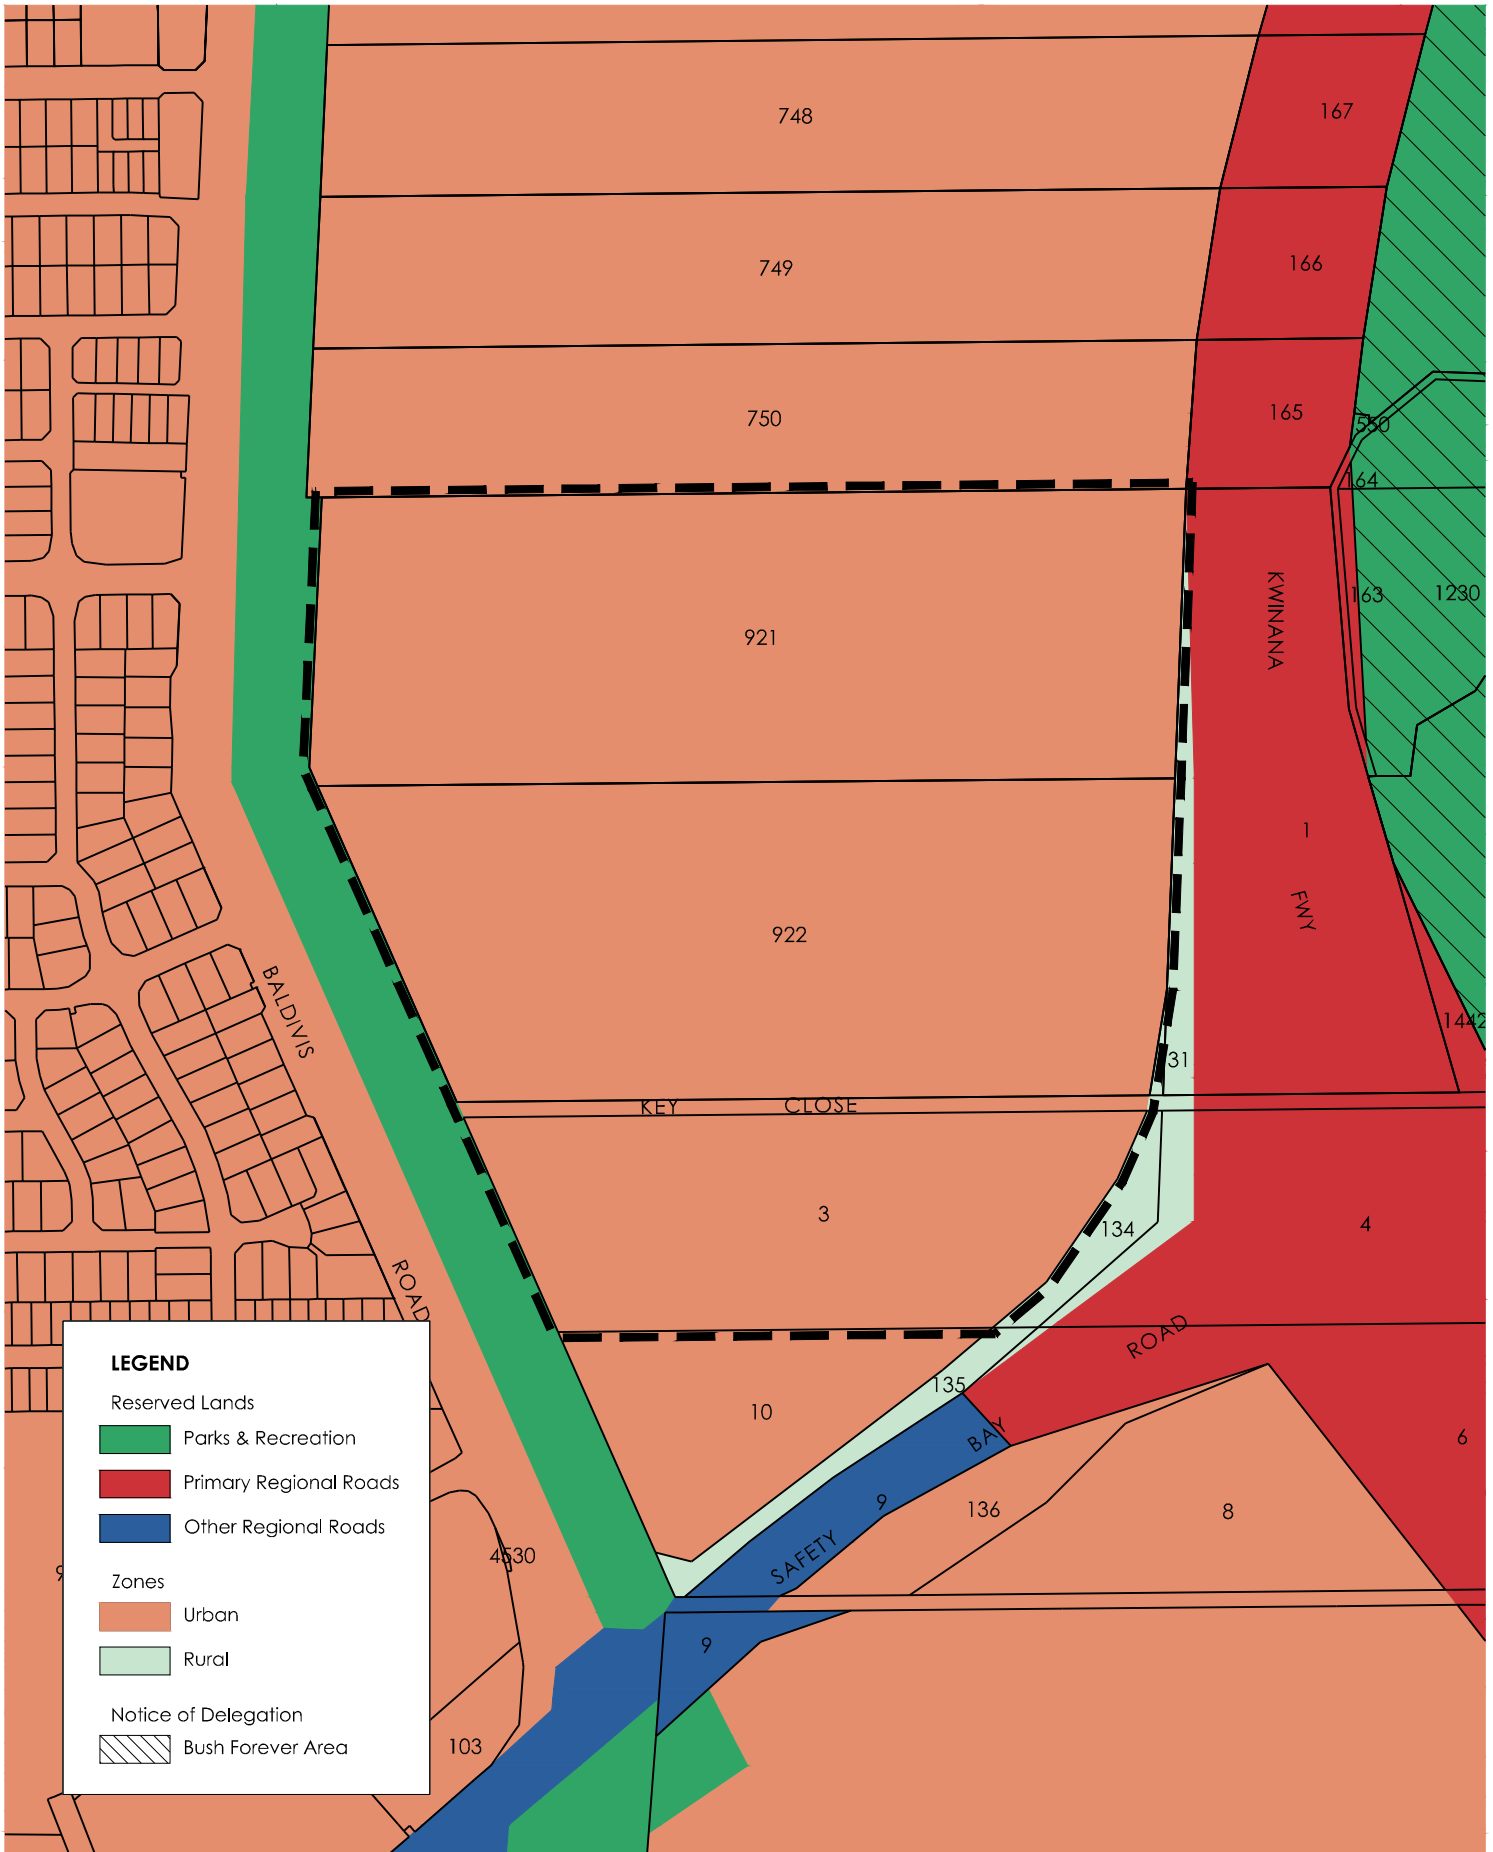 748
167
749
166
750
165
550
164
921
KWINANA
163
1230
1
922
FWY
BALDIVIS
1442
31
KEY CLOSE
3
134
4
ROAD
ROAD
135
10
BAY
6
9
136
8
SAFETY
4530
9
9
103
LEGEND
Reserved Lands
Parks & Recreation
Primary Regional Roads
Other Regional Roads
Zones
Urban
Rural
Notice of Delegation
Bush Forever Area